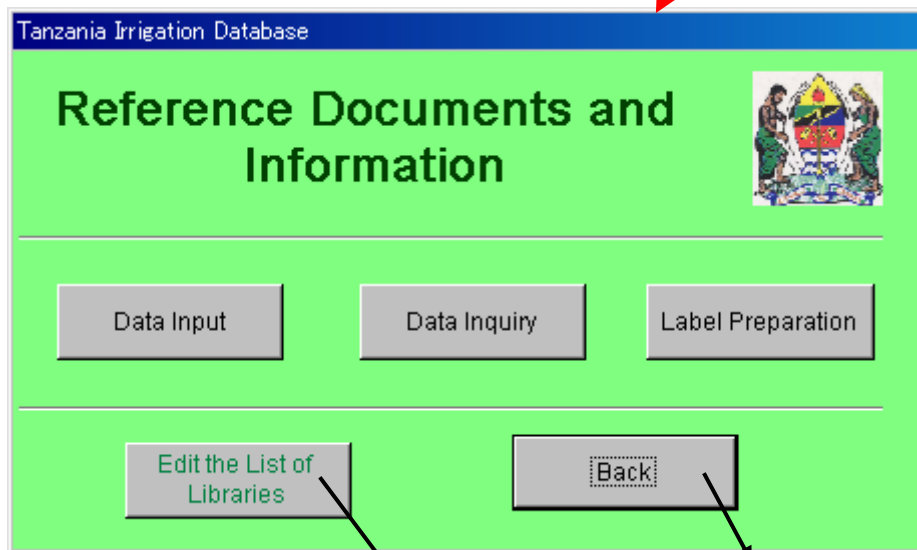 Tanzania Irrigation Database
Reference Documents and
Information
Data Input
Data Inquiry
Label Preparation
Edit the List of
Libraries
Back